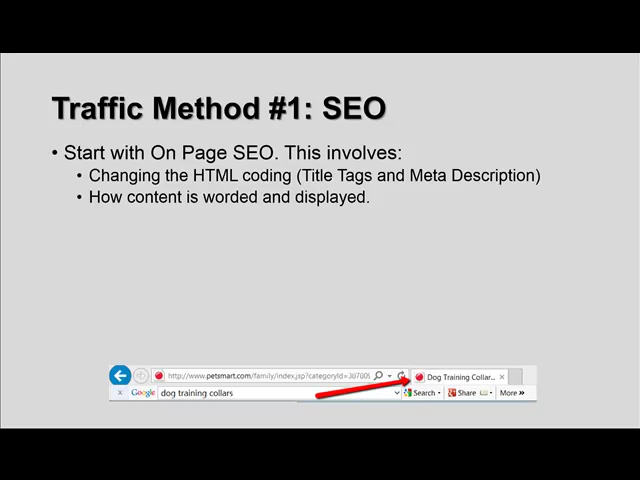 Traffic Method #1: SEO
• Start with On Page SEO. This involves:
• Changing the HTML coding (Title Tags and Meta Description)
• How content is worded and displayed.
http://www.petsmart.com/family/index.jsp?categoryId= Dog Training Collar... x
x Google dog training collars Search Share More »